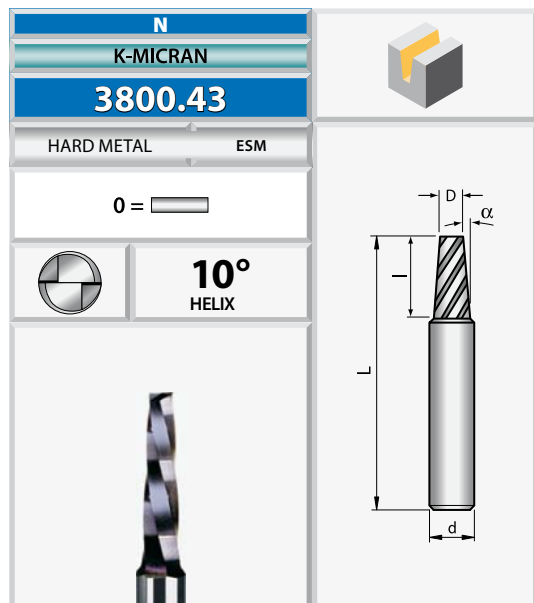 N
K-MICRAN
3800.43
HARD METAL
ESM
0 =
10°
HELIX
D
α
l
L
d